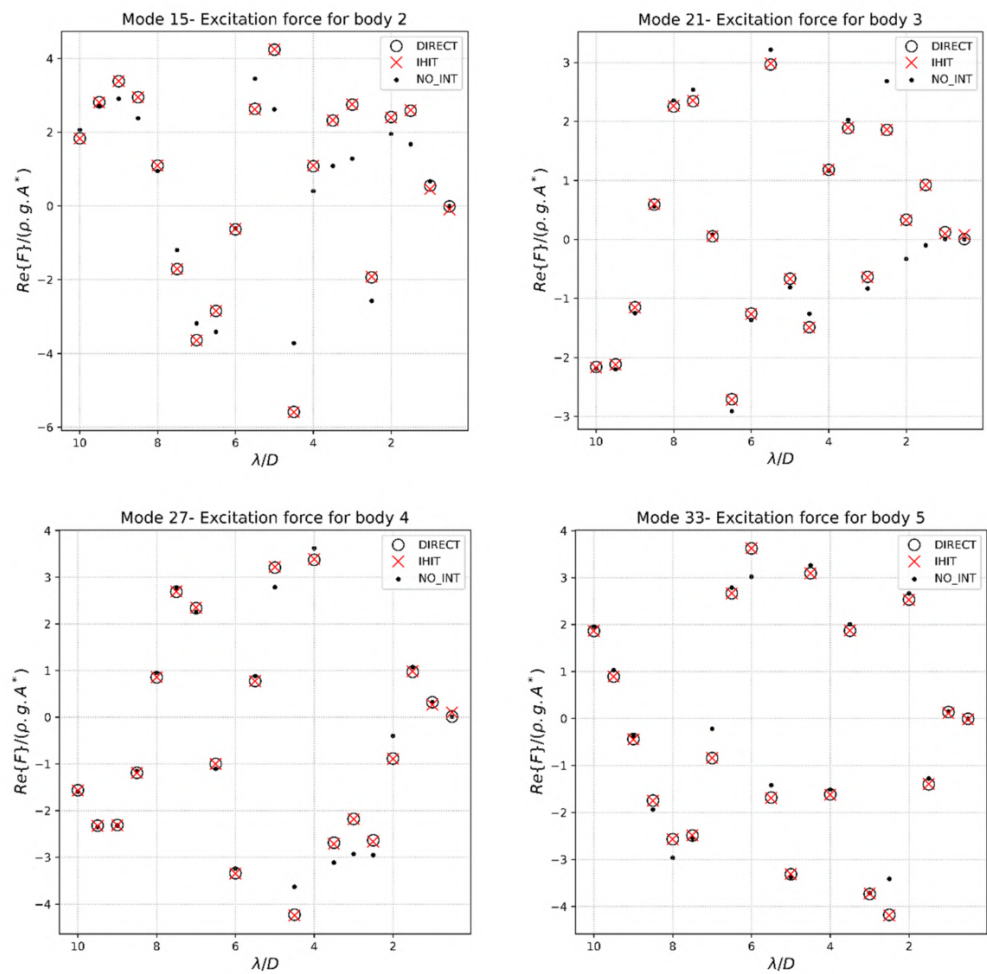 Mode 15- Excitation force for body 2
DIRECT
IHIT
NO_INT
4
2
0
−2
−4
−6
Re{F}/(ρ.g.A*)
10
8
6
4
2
λ/D
Mode 21- Excitation force for body 3
DIRECT
IHIT
NO_INT
3
2
1
0
−1
−2
−3
Re{F}/(ρ.g.A*)
10
8
6
4
2
λ/D
Mode 27- Excitation force for body 4
DIRECT
IHIT
NO_INT
4
3
2
1
0
−1
−2
−3
−4
Re{F}/(ρ.g.A*)
10
8
6
4
2
λ/D
Mode 33- Excitation force for body 5
DIRECT
IHIT
NO_INT
4
3
2
1
0
−1
−2
−3
−4
Re{F}/(ρ.g.A*)
10
8
6
4
2
λ/D